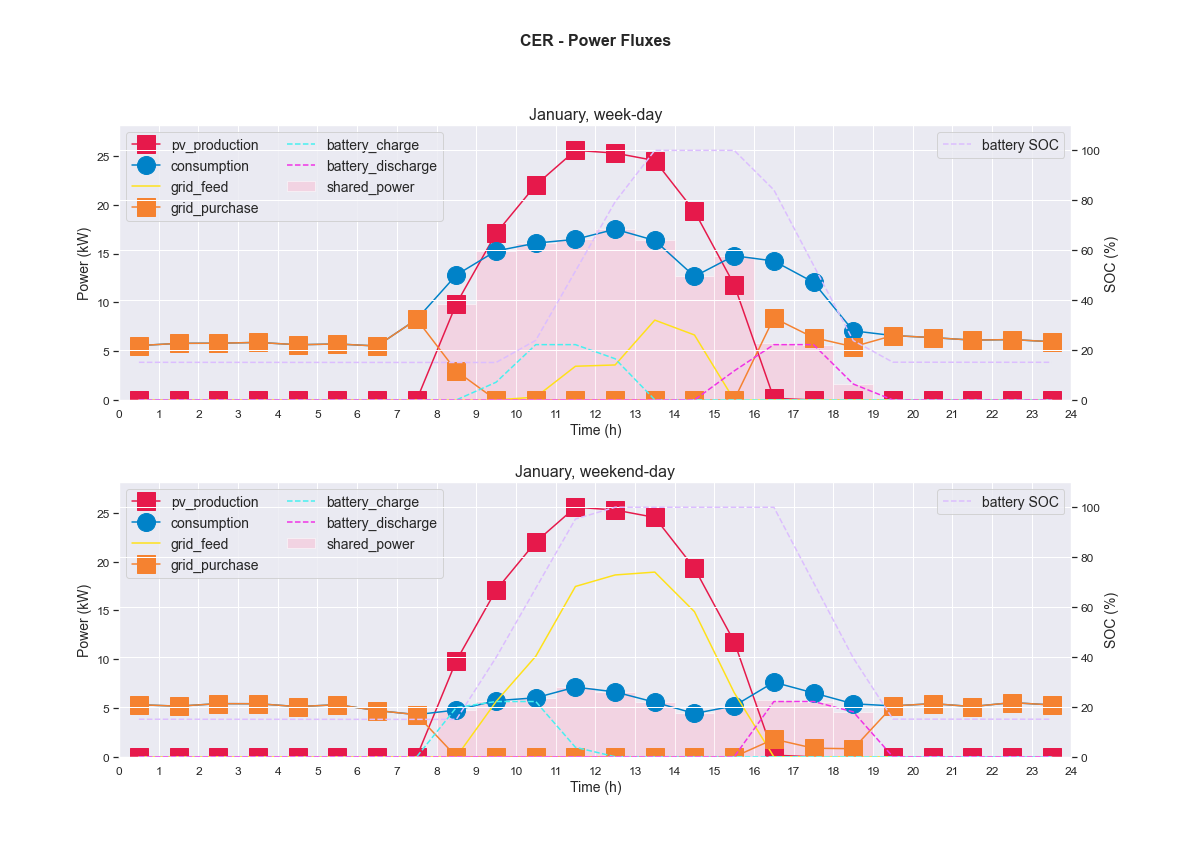 CER - Power Fluxes
January, week-day
pv_production
consumption
grid_feed
grid_purchase
battery_charge
battery_discharge
shared_power
battery SOC
Power (kW)
25
20
15
10
5
0
SOC (%)
100
80
60
40
20
0
0 1 2 3 4 5 6 7 8 9 10 11 12 13 14 15 16 17 18 19 20 21 22 23 24
Time (h)
January, weekend-day
pv_production
consumption
grid_feed
grid_purchase
battery_charge
battery_discharge
shared_power
battery SOC
Power (kW)
25
20
15
10
5
0
SOC (%)
100
80
60
40
20
0
0 1 2 3 4 5 6 7 8 9 10 11 12 13 14 15 16 17 18 19 20 21 22 23 24
Time (h)